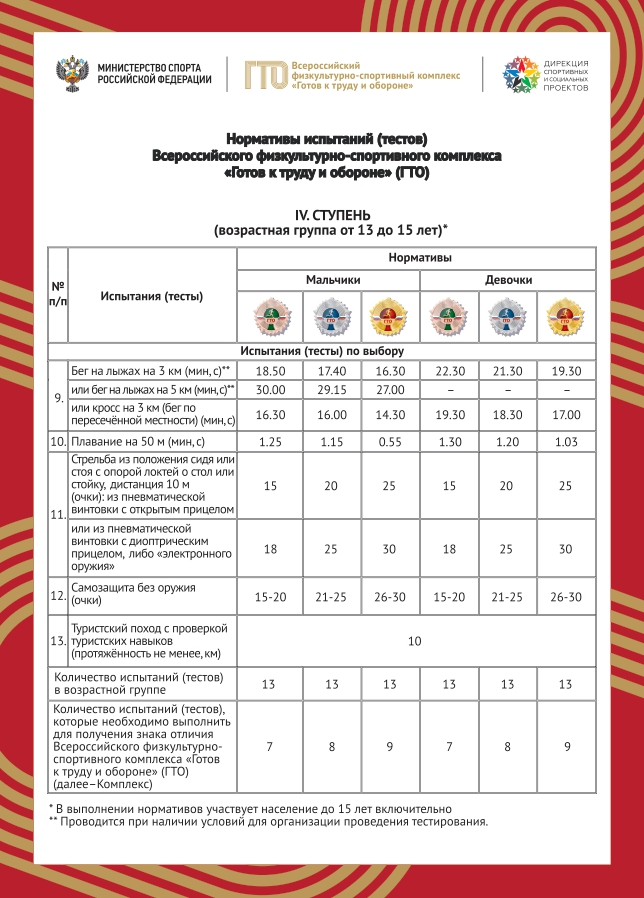 МИНИСТЕРСТВО СПОРТА
РОССИЙСКОЙ ФЕДЕРАЦИИ
ГТО
Всероссийский
физкультурно-спортивный комплекс
«Готов к труду и обороне»
ДИРЕКЦИЯ
СПОРТИВНЫХ
И СОЦИАЛЬНЫХ
ПРОЕКТОВ
Нормативы испытаний (тестов)
Всероссийского физкультурно-спортивного комплекса
«Готов к труду и обороне» (ГТО)
IV. СТУПЕНЬ
(возрастная группа от 13 до 15 лет)*
№
п/п
Испытания (тесты)
Нормативы
Мальчики Девочки
ГТО ГТО ГТО ГТО ГТО ГТО
Испытания (тесты) по выбору
9.
Бег на лыжах на 3 км (мин, с)** 18.50 17.40 16.30 22.30 21.30 19.30
или бег на лыжах на 5 км (мин, с)** 30.00 29.15 27.00 – – –
или кросс на 3 км (бег по
пересечённой местности) (мин, с) 16.30 16.00 14.30 19.30 18.30 17.00
10. Плавание на 50 м (мин, с) 1.25 1.15 0.55 1.30 1.20 1.03
11.
Стрельба из положения сидя или
стоя с опорой локтей о стол или
стойку, дистанция 10 м
(очки): из пневматической
винтовки с открытым прицелом
15 20 25 15 20 25
или из пневматической
винтовки с диоптрическим
прицелом, либо «электронного
оружия»
18 25 30 18 25 30
12. Самозащита без оружия
(очки)
15-20 21-25 26-30 15-20 21-25 26-30
13. Туристский поход с проверкой
туристских навыков
(протяжённость не менее, км)
10
Количество испытаний (тестов)
в возрастной группе
13 13 13 13 13 13
Количество испытаний (тестов),
которые необходимо выполнить
для получения знака отличия
Всероссийского физкультурно-
спортивного комплекса «Готов
к труду и обороне» (ГТО)
(далее–Комплекс)
7 8 9 7 8 9
* В выполнении нормативов участвует население до 15 лет включительно
** Проводится при наличии условий для организации проведения тестирования.